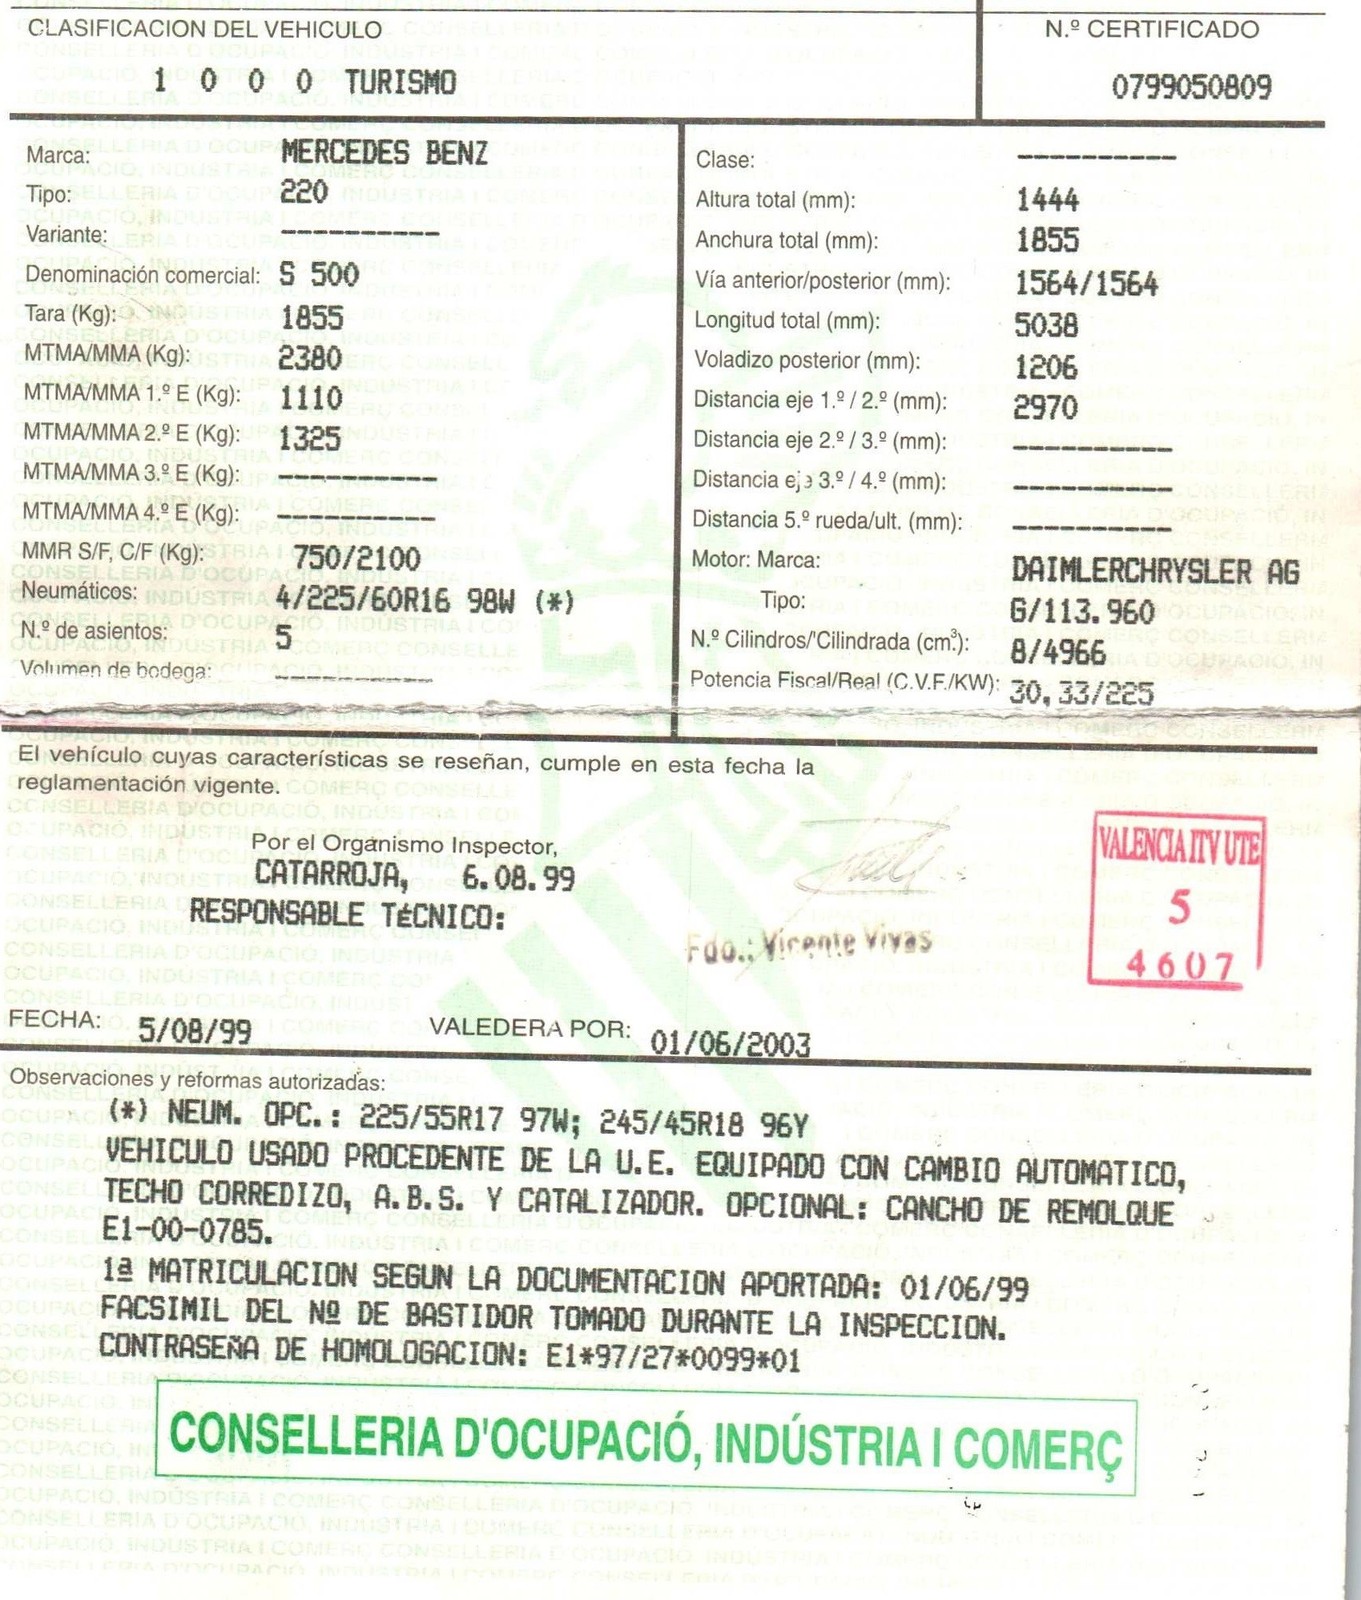 CLASIFICACION DEL VEHICULO
1 0 0 0 TURISMO
N.º CERTIFICADO
0799050809
Marca: MERCEDES BENZ
Tipo: 220
Variante: ----------
Denominación comercial: S 500
Tara (Kg): 1855
MTMA/MMA (Kg): 2380
MTMA/MMA 1.º E (Kg): 1110
MTMA/MMA 2.º E (Kg): 1325
MTMA/MMA 3.º E (Kg): ----------
MTMA/MMA 4.º E (Kg): ----------
MMR S/F, C/F (Kg): 750/2100
Neumáticos: 4/225/60R16 98W (*)
N.º de asientos: 5
Volumen de bodega: ----------
Clase: ----------
Altura total (mm): 1444
Anchura total (mm): 1855
Vía anterior/posterior (mm): 1564/1564
Longitud total (mm): 5038
Voladizo posterior (mm): 1206
Distancia eje 1.º / 2.º (mm): 2970
Distancia eje 2.º / 3.º (mm): ----------
Distancia eje 3.º / 4.º (mm): ----------
Distancia 5.º rueda/ult. (mm): ----------
Motor: Marca: DAIMLERCHRYSLER AG
Tipo: G/113.960
N.º Cilindros/'Cilindrada (cm³): 8/4966
Potencia Fiscal/Real (C.V.F./KW): 30,33/225
El vehículo cuyas características se reseñan, cumple en esta fecha la
reglamentación vigente.
Por el Organismo Inspector,
CATARROJA, 6.08.99
RESPONSABLE TéCNICO:
Fdo.: Vicente Vivas
VALENCIA ITV UTE
5
4607
FECHA: 5/08/99 VALEDERA POR: 01/06/2003
Observaciones y reformas autorizadas:
(*) NEUM. OPC.: 225/55R17 97W; 245/45R18 96Y
VEHICULO USADO PROCEDENTE DE LA U.E. EQUIPADO CON CAMBIO AUTOMATICO,
TECHO CORREDIZO, A.B.S. Y CATALIZADOR. OPCIONAL: CANCHO DE REMOLQUE
E1-00-0785.
1ª MATRICULACION SEGUN LA DOCUMENTACION APORTADA: 01/06/99
FACSIMIL DEL Nº DE BASTIDOR TOMADO DURANTE LA INSPECCION.
CONTRASEÑA DE HOMOLOGACION: E1*97/27*0099*01
CONSELLERIA D'OCUPACIÓ, INDÚSTRIA I COMERÇ